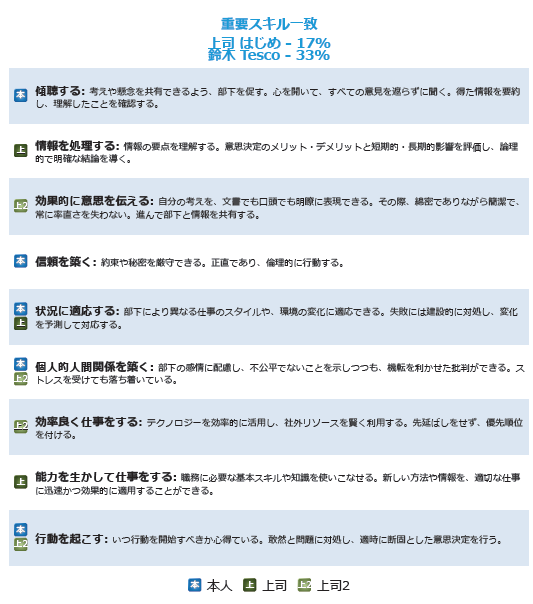 重要スキル一致
上司 はじめ - 17%
鈴木 Tesco - 33%
本 傾聴する: 考えや懸念を共有できるよう、部下を促す。心を開いて、すべての意見を遮らずに聞く。得た情報を要約
し、理解したことを確認する。
上 情報を処理する: 情報の要点を理解する。意思決定のメリット・デメリットと短期的・長期的影響を評価し、論理
的で明確な結論を導く。
上2 効果的に意思を伝える: 自分の考えを、文書でも口頭でも明瞭に表現できる。その際、綿密でありながら簡潔で、
常に率直さを失わない。進んで部下と情報を共有する。
本 信頼を築く: 約束や秘密を厳守できる。正直であり、倫理的に行動する。
本 状況に適応する: 部下により異なる仕事のスタイルや、環境の変化に適応できる。失敗には建設的に対処し、変化
上 を予測して対応する。
本 個人的人間関係を築く: 部下の感情に配慮し、不公平でないことを示しつつも、機転を利かせた批判ができる。ス
上2 トレスを受けても落ち着いている。
上2 効率良く仕事をする: テクノロジーを効率的に活用し、社外リソースを賢く利用する。先延ばしをせず、優先順位
を付ける。
上 能力を生かして仕事をする: 職務に必要な基本スキルや知識を使いこなせる。新しい方法や情報を、適切な仕事
に迅速かつ効果的に適用することができる。
本 行動を起こす: いつ行動を開始すべきか心得ている。敢然と問題に対処し、適時に断固とした意思決定を行う。
上2
本 本人 上 上司 上2 上司2